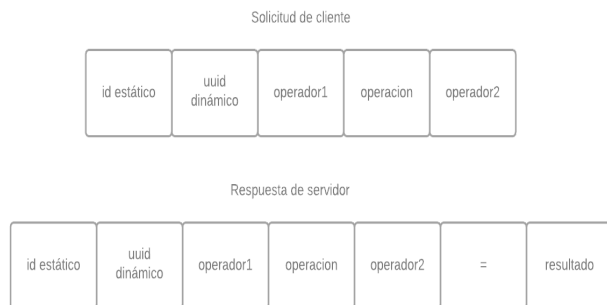 Solicitud de cliente
id estático
uuid
dinámico
operador1
operacion
operador2
Respuesta de servidor
id estático
uuid
dinámico
operador1
operacion
operador2
=
resultado